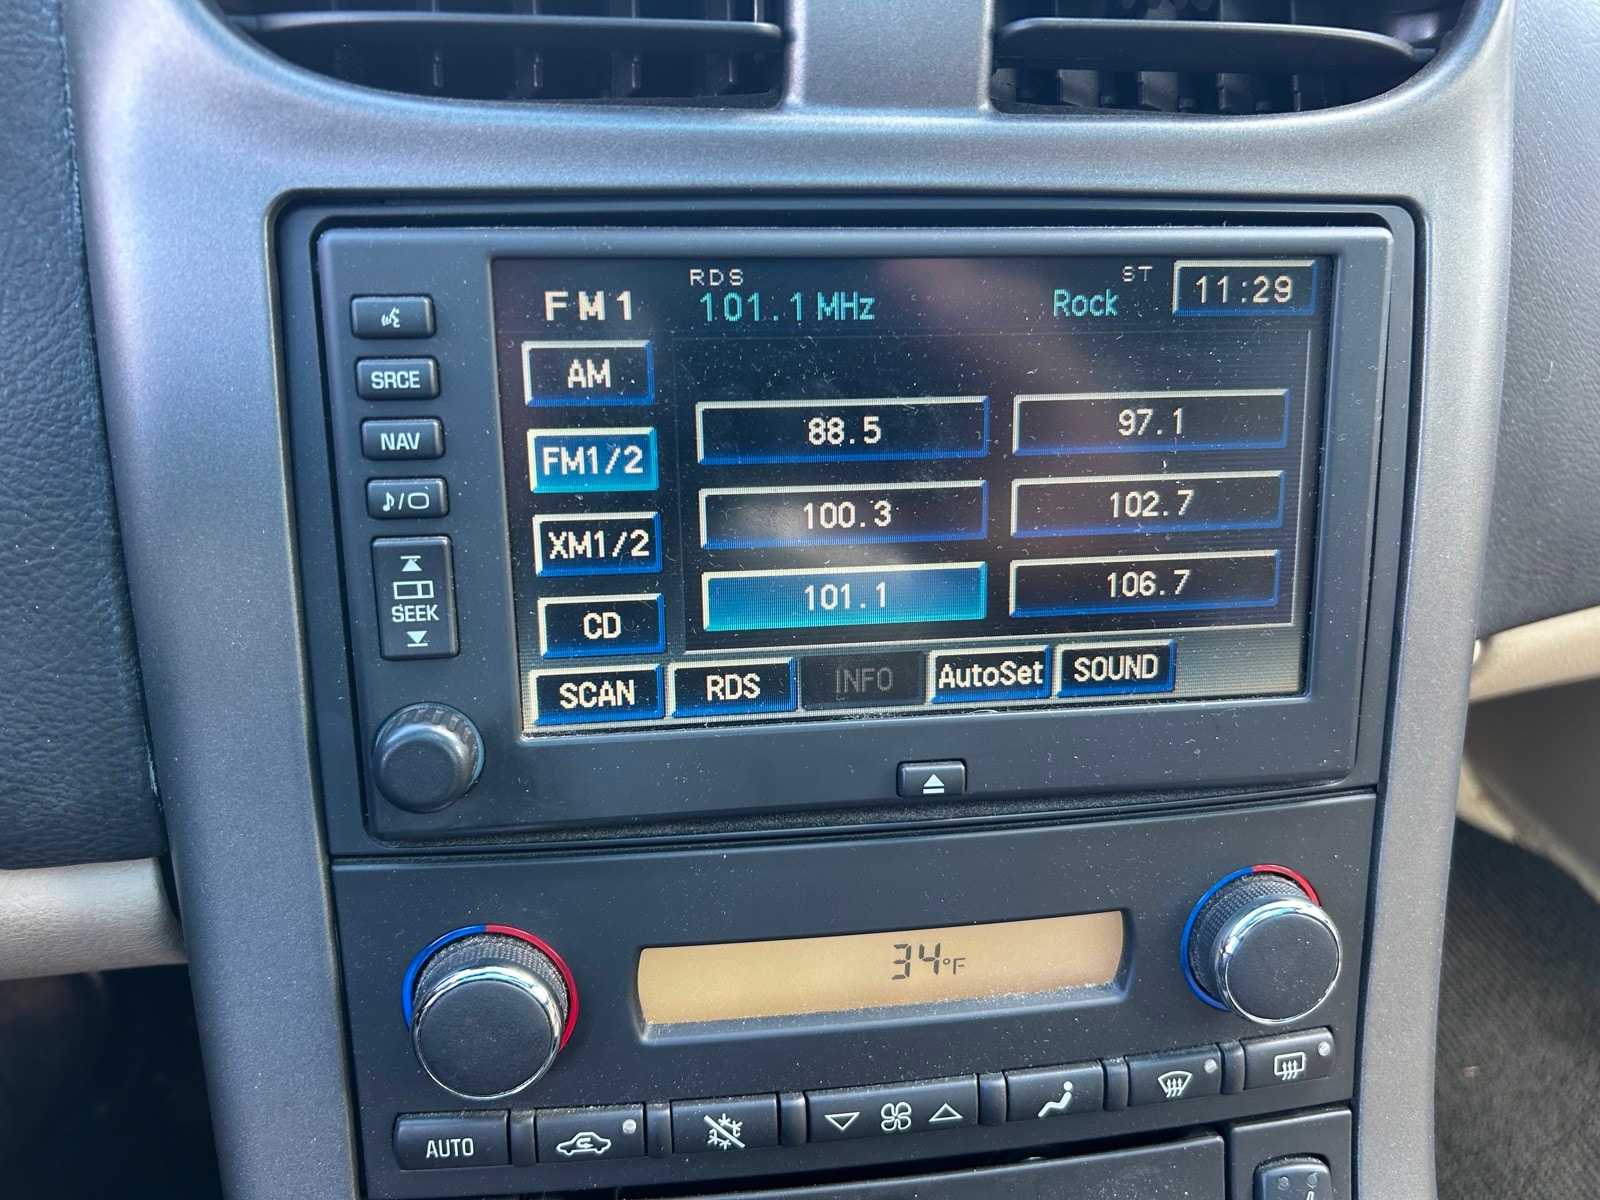 RDS
ST
FM1
101.1 MHz
Rock
11:29
AM
88.5
97.1
SRCE
NAV
FM1/2
100.3
102.7
XM1/2
101.1
106.7
SEEK
CD
SCAN
RDS
INFO
AutoSet
SOUND
34°F
AUTO